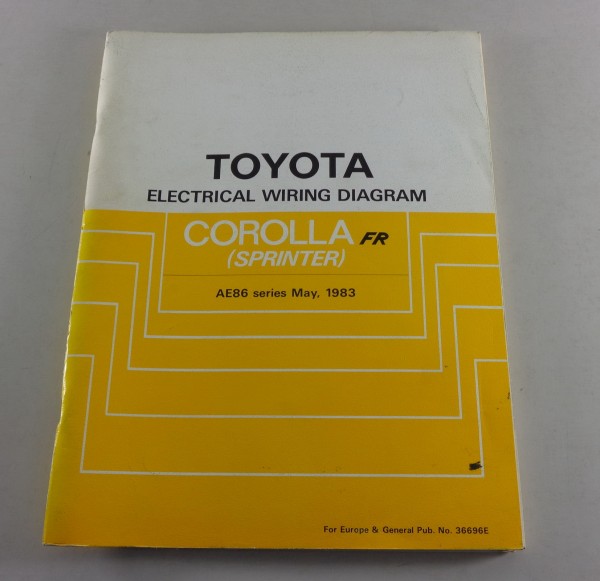 TOYOTA
ELECTRICAL WIRING DIAGRAM
COROLLA FR
(SPRINTER)
AE86 series May, 1983
For Europe & General Pub. No. 36696E